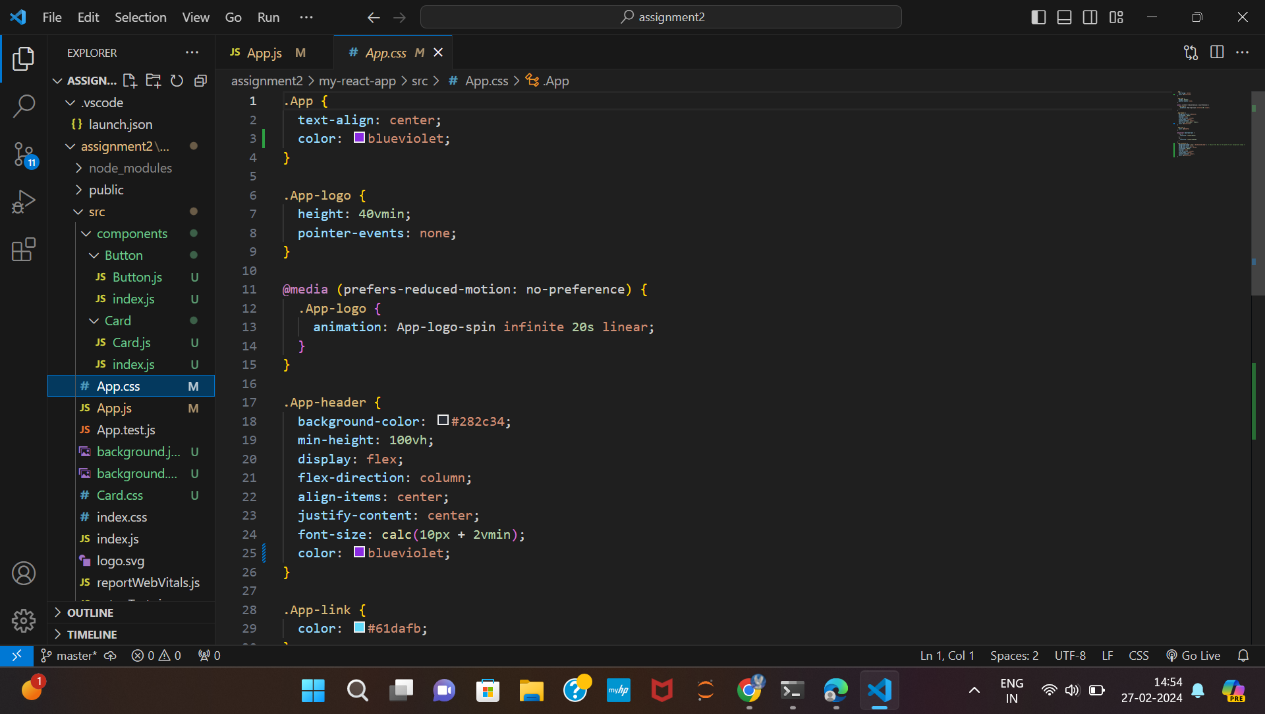 File Edit Selection View Go Run ··· assignment2
EXPLORER ···
ASSIGN...
.vscode
{} launch.json
assignment2\...
node_modules
public
src
components
Button
JS Button.js U
JS index.js U
Card
JS Card.js U
JS index.js U
# App.css M
JS App.js M
JS App.test.js
background.j... U
background.... U
# Card.css U
# index.css
JS index.js
logo.svg
JS reportWebVitals.js
OUTLINE
TIMELINE
11
JS App.js M # App.css M
assignment2 > my-react-app > src > # App.css > .App
1 .App {
2 text-align: center;
3 color: blueviolet;
4 }
5
6 .App-logo {
7 height: 40vmin;
8 pointer-events: none;
9 }
10
11 @media (prefers-reduced-motion: no-preference) {
12 .App-logo {
13 animation: App-logo-spin infinite 20s linear;
14 }
15 }
16
17 .App-header {
18 background-color: #282c34;
19 min-height: 100vh;
20 display: flex;
21 flex-direction: column;
22 align-items: center;
23 justify-content: center;
24 font-size: calc(10px + 2vmin);
25 color: blueviolet;
26 }
27
28 .App-link {
29 color: #61dafb;
master* 0 0 0 Ln 1, Col 1 Spaces: 2 UTF-8 LF CSS Go Live
1
myhp
ENG
IN
14:54
27-02-2024
PRE